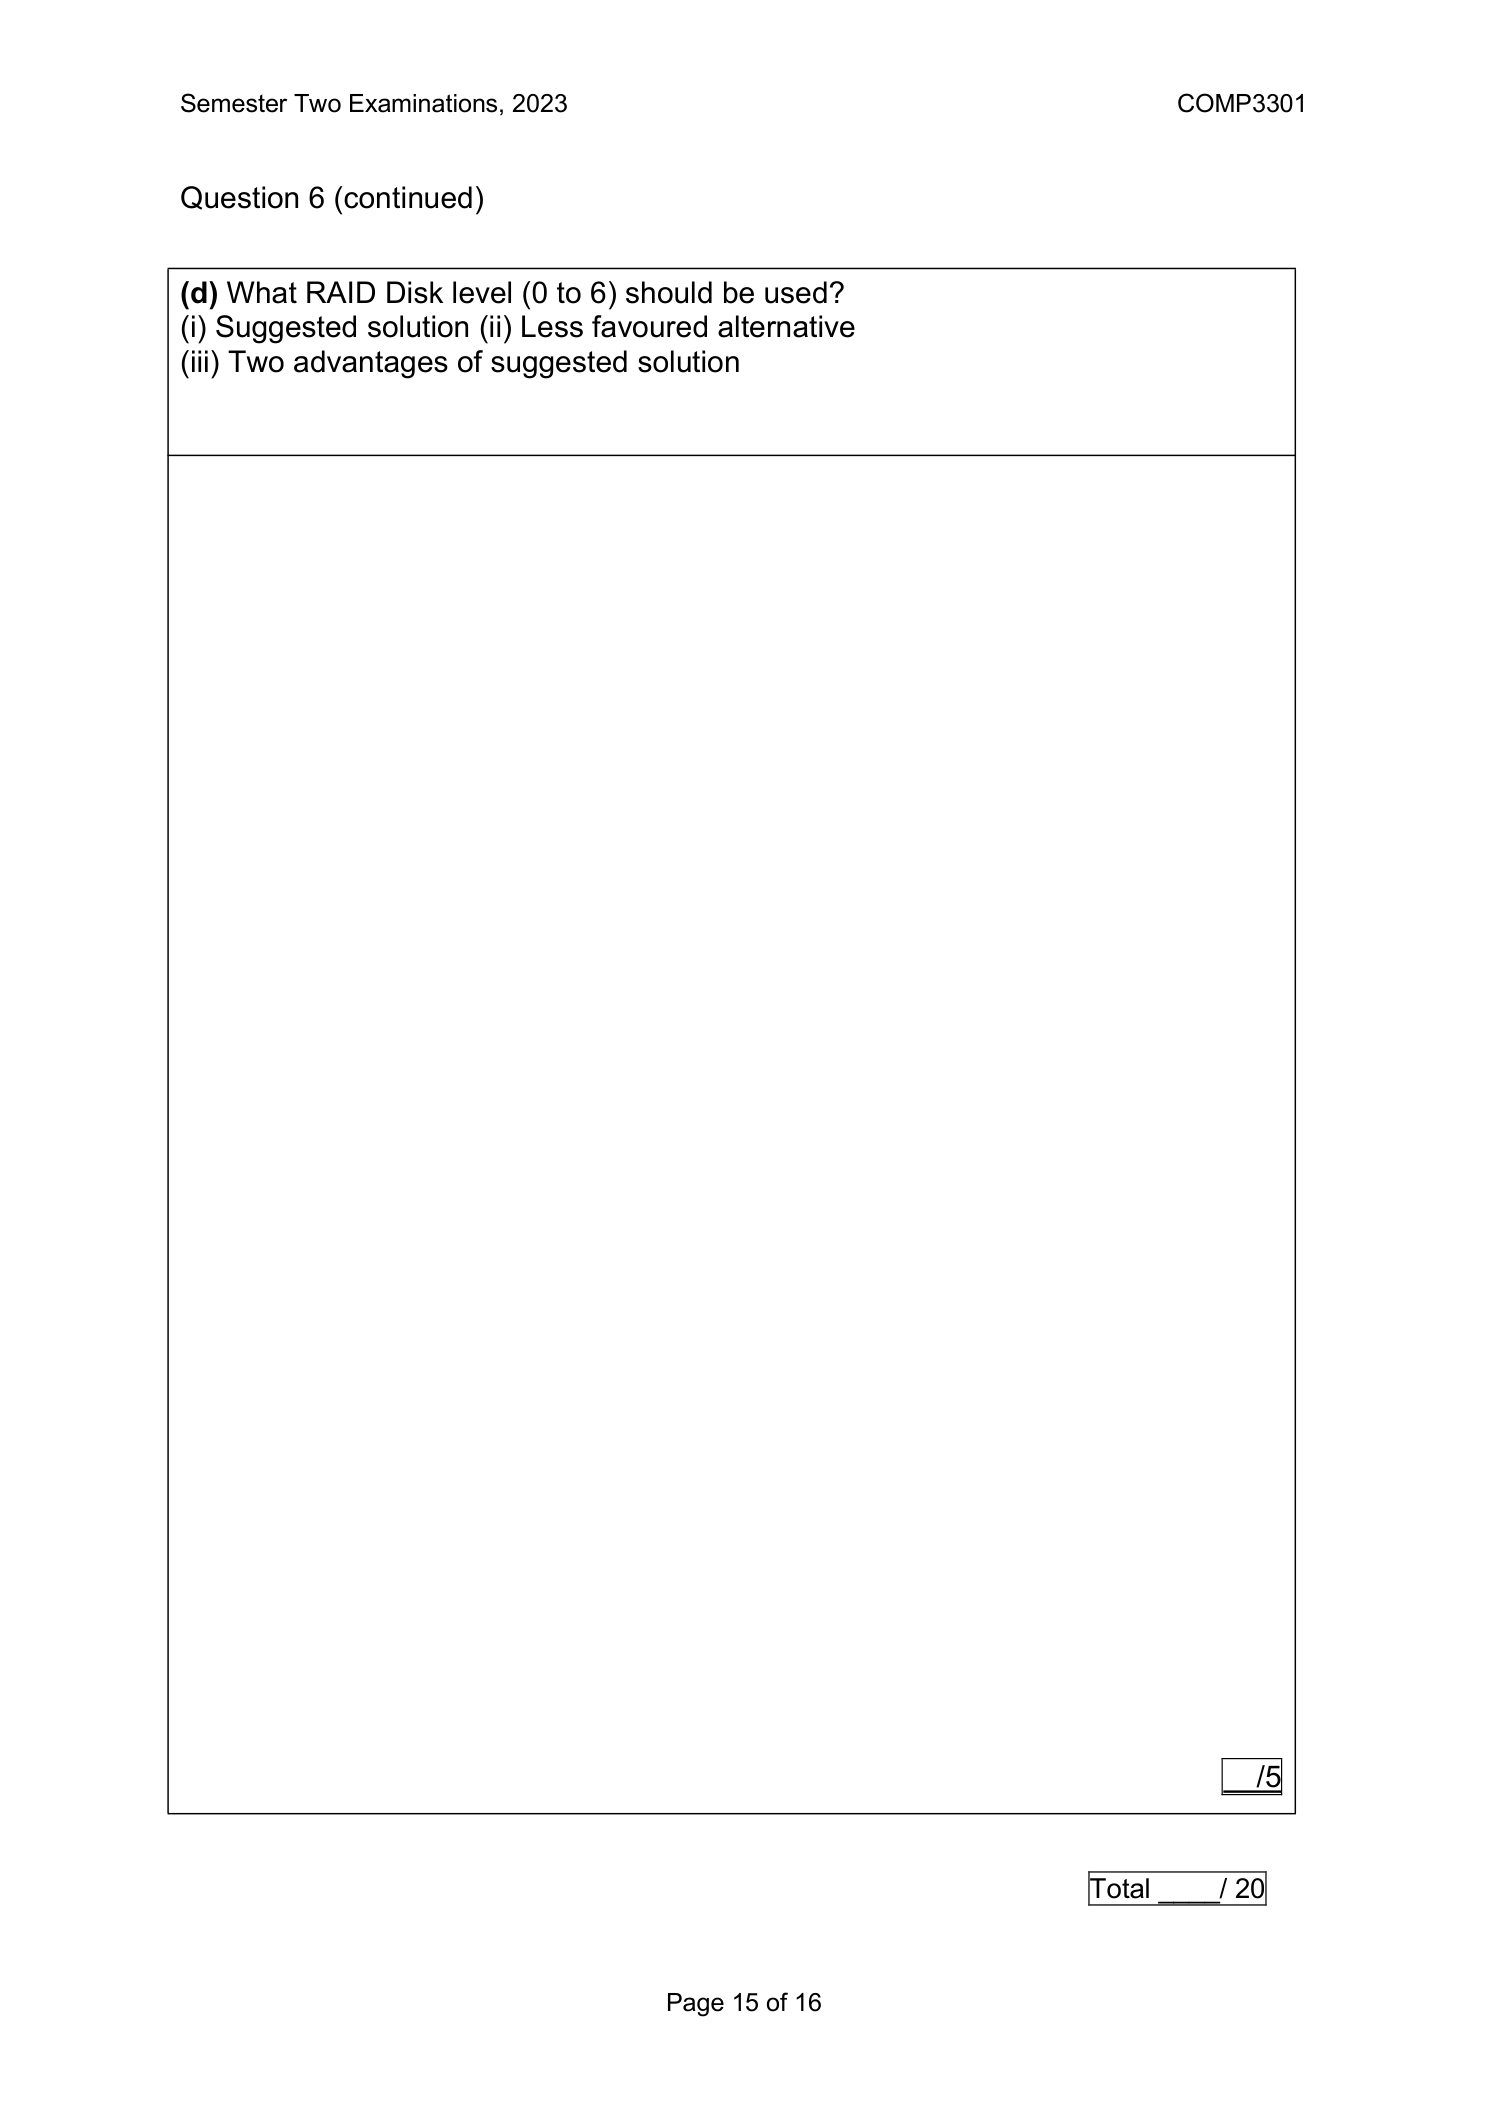 Semester Two Examinations, 2023 COMP3301
Question 6 (continued)
(d) What RAID Disk level (0 to 6) should be used?
(i) Suggested solution (ii) Less favoured alternative
(iii) Two advantages of suggested solution
__/5
Total ____/ 20
Page 15 of 16